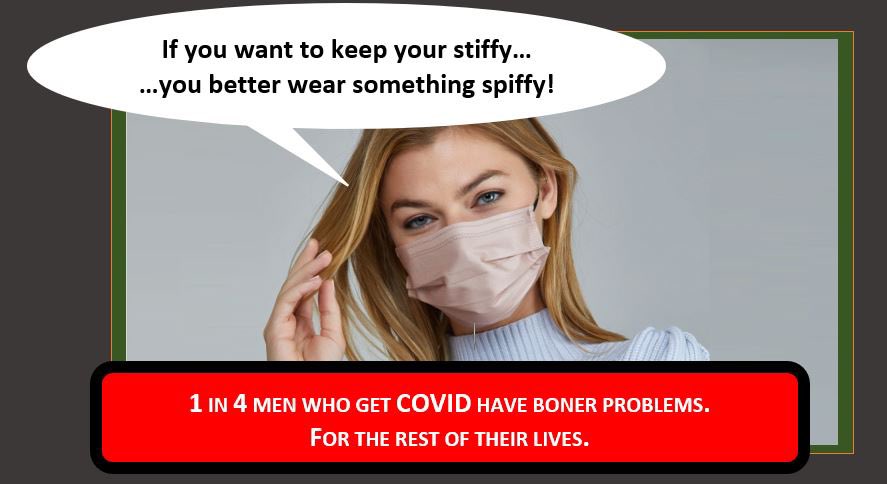 If you want to keep your stiffy…
…you better wear something spiffy!
1 IN 4 MEN WHO GET COVID HAVE BONER PROBLEMS.
FOR THE REST OF THEIR LIVES.